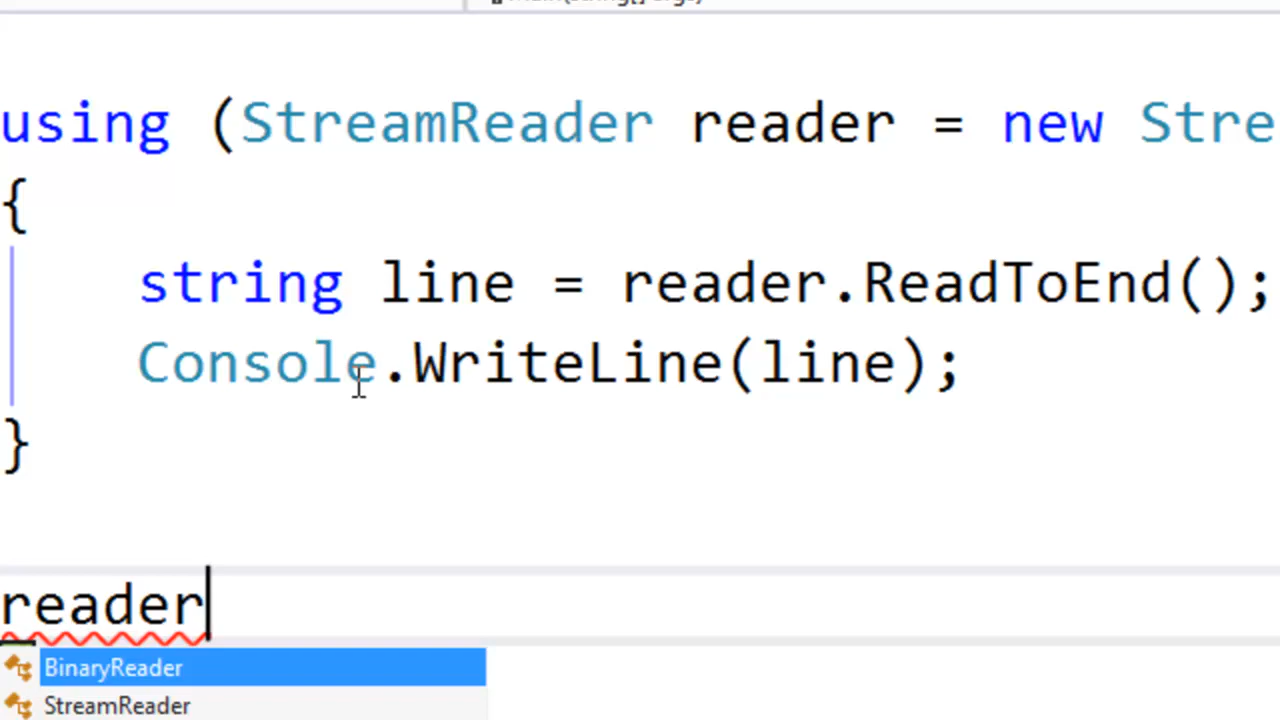 using (StreamReader reader = new Stre
{
string line = reader.ReadToEnd();
Console.WriteLine(line);
}
reader
BinaryReader
StreamReader